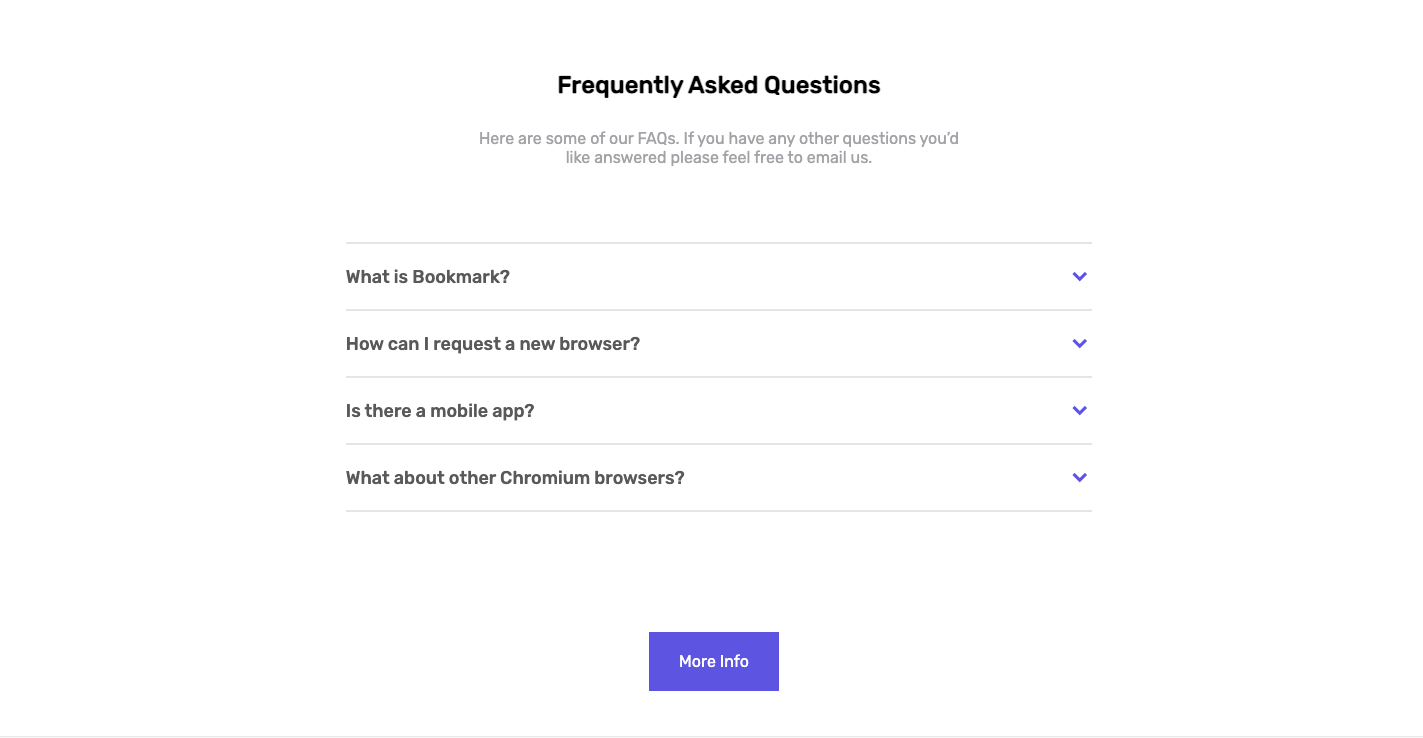 Frequently Asked Questions
Here are some of our FAQs. If you have any other questions you’d
like answered please feel free to email us.
What is Bookmark?
How can I request a new browser?
Is there a mobile app?
What about other Chromium browsers?
More Info